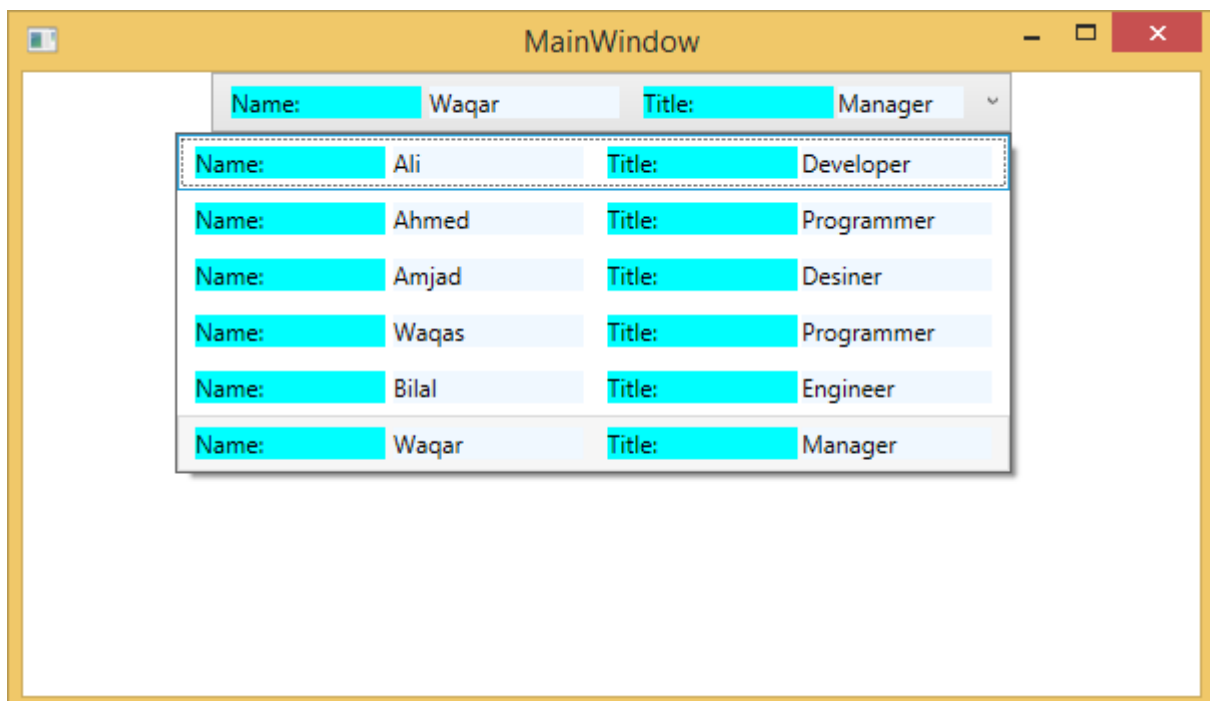 MainWindow
Name: Waqar Title: Manager
Name: Ali Title: Developer
Name: Ahmed Title: Programmer
Name: Amjad Title: Desiner
Name: Waqas Title: Programmer
Name: Bilal Title: Engineer
Name: Waqar Title: Manager